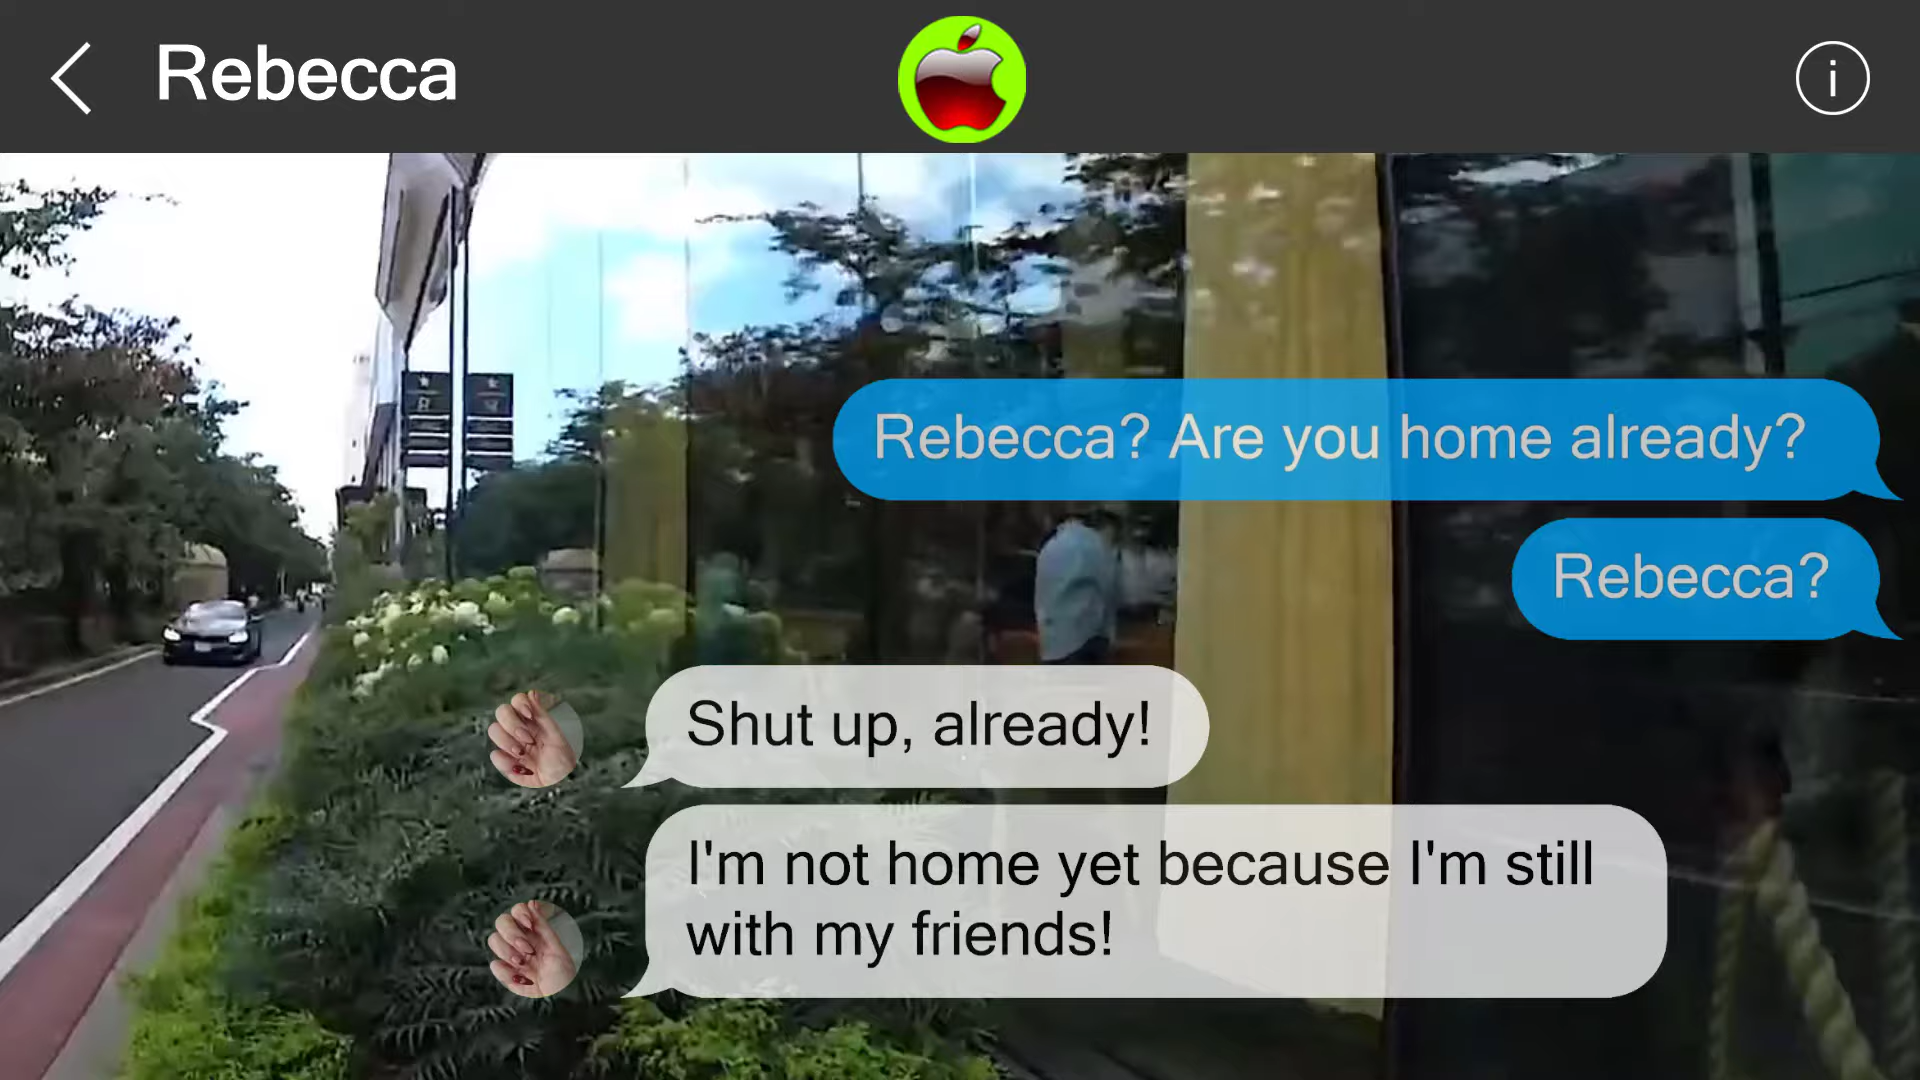 Rebecca
Rebecca? Are you home already?
Rebecca?
Shut up, already!
I'm not home yet because I'm still
with my friends!